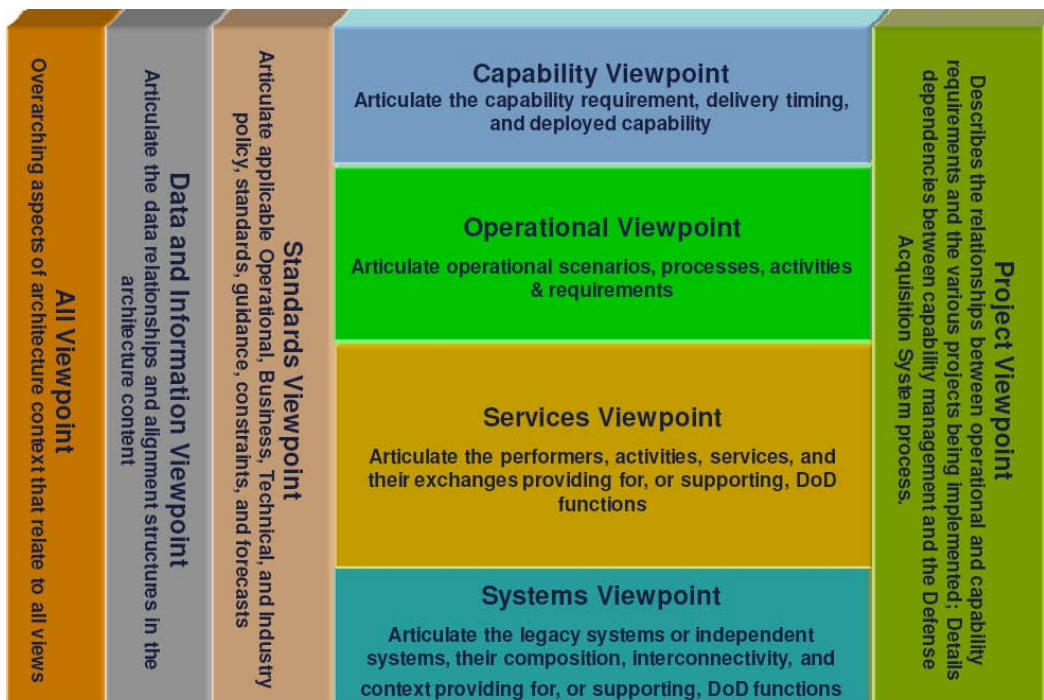 All Viewpoint
Overarching aspects of architecture context that relate to all views
Data and Information Viewpoint
Articulate the data relationships and alignment structures in the
architecture content
Standards Viewpoint
Articulate applicable Operational, Business, Technical, and Industry
policy, standards, guidance, constraints, and forecasts
Capability Viewpoint
Articulate the capability requirement, delivery timing,
and deployed capability
Operational Viewpoint
Articulate operational scenarios, processes, activities
& requirements
Services Viewpoint
Articulate the performers, activities, services, and
their exchanges providing for, or supporting, DoD
functions
Systems Viewpoint
Articulate the legacy systems or independent
systems, their composition, interconnectivity, and
context providing for, or supporting, DoD functions
Project Viewpoint
Describes the relationships between operational and capability
requirements and the various projects being implemented; Details
dependencies between capability management and the Defense
Acquisition System process.